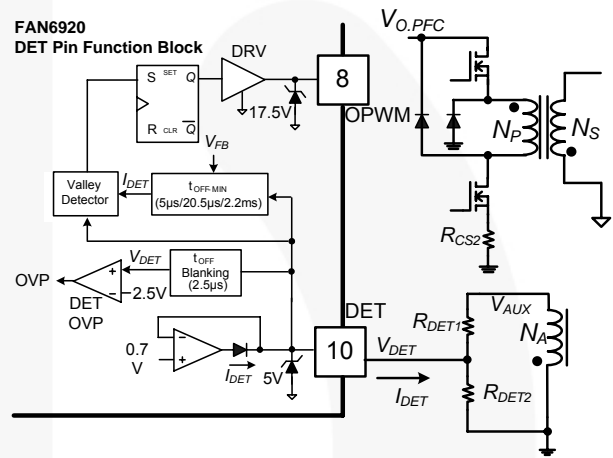 FAN6920
DET Pin Function Block
DRV
S SET Q
R CLR Q
17.5V
8
OPWM
V_O.PFC
N_P
N_S
R_CS2
V_FB
Valley
Detector
I_DET
t_OFF-MIN
(5µs/20.5µs/2.2ms)
t_OFF
Blanking
(2.5µs)
V_DET
OVP
+
−
2.5V
DET
OVP
0.7
V
−
+
I_DET
5V
DET
10
V_DET
I_DET
R_DET1
R_DET2
V_AUX
N_A